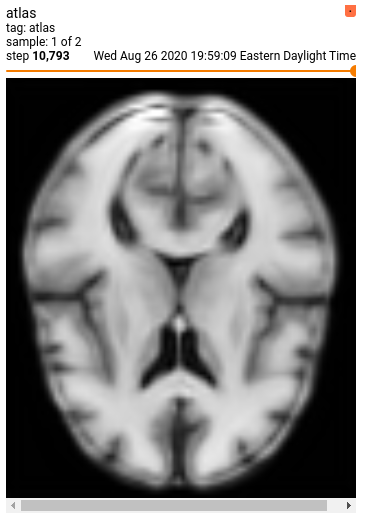 atlas
tag: atlas
sample: 1 of 2
step 10,793 Wed Aug 26 2020 19:59:09 Eastern Daylight Time